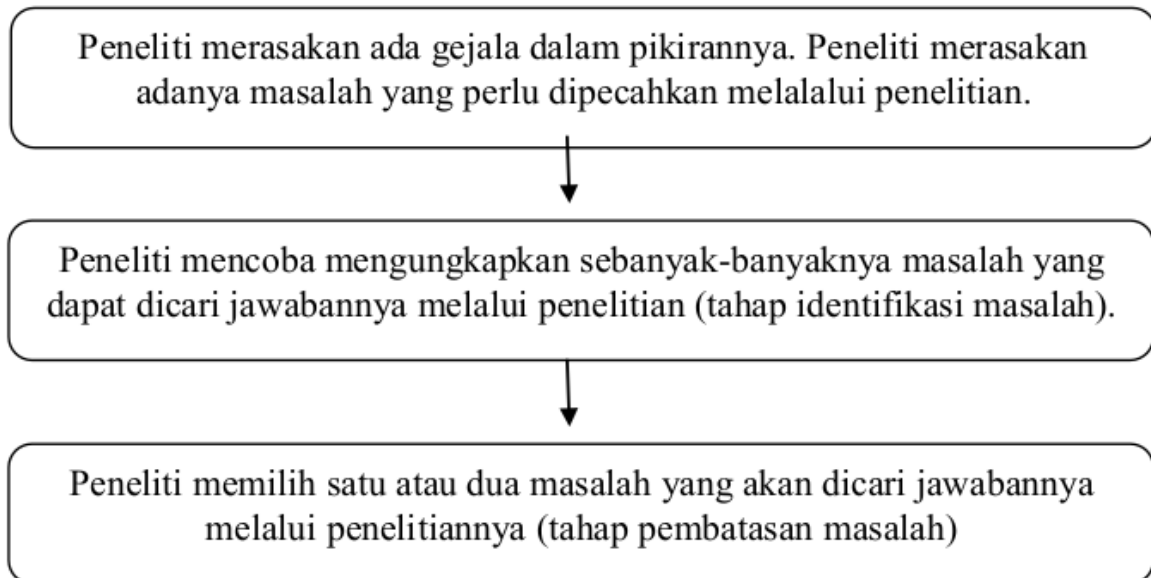 Peneliti merasakan ada gejala dalam pikirannya. Peneliti merasakan
adanya masalah yang perlu dipecahkan melalalui penelitian.
Peneliti mencoba mengungkapkan sebanyak-banyaknya masalah yang
dapat dicari jawabannya melalui penelitian (tahap identifikasi masalah).
Peneliti memilih satu atau dua masalah yang akan dicari jawabannya
melalui penelitiannya (tahap pembatasan masalah)